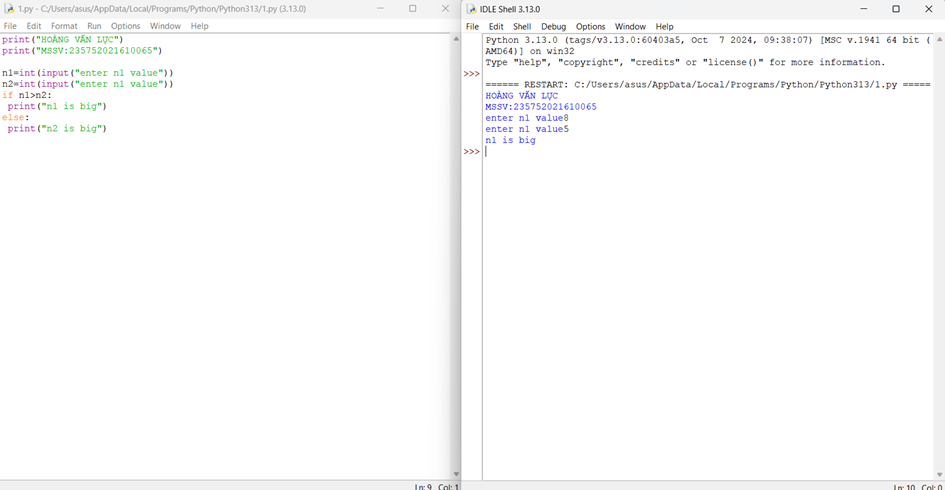 1.py - C:/Users/asus/AppData/Local/Programs/Python/Python313/1.py (3.13.0)
File Edit Format Run Options Window Help
print("HOÀNG VĂN LỰC")
print("MSSV:235752021610065")
n1=int(input("enter n1 value"))
n2=int(input("enter n1 value"))
if n1>n2:
 print("n1 is big")
else:
 print("n2 is big")
Ln: 9 Col: 1
IDLE Shell 3.13.0
File Edit Shell Debug Options Window Help
Python 3.13.0 (tags/v3.13.0:60403a5, Oct  7 2024, 09:38:07) [MSC v.1941 64 bit (
AMD64)] on win32
Type "help", "copyright", "credits" or "license()" for more information.
>>>
====== RESTART: C:/Users/asus/AppData/Local/Programs/Python/Python313/1.py =====
HOÀNG VĂN LỰC
MSSV:235752021610065
enter n1 value8
enter n1 value5
n1 is big
>>>
Ln: 10 Col: 0